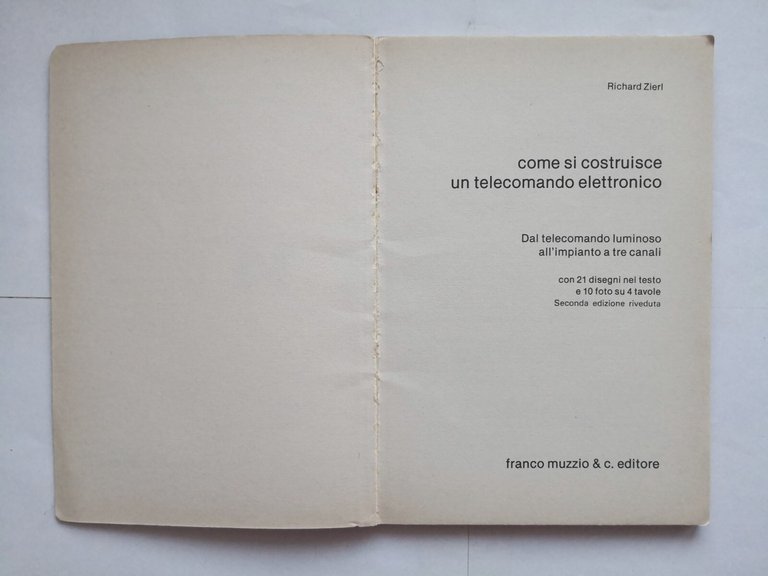 Richard Zierl
come si costruisce
un telecomando elettronico
Dal telecomando luminoso
all'impianto a tre canali
con 21 disegni nel testo
e 10 foto su 4 tavole
Seconda edizione riveduta
franco muzzio & c. editore